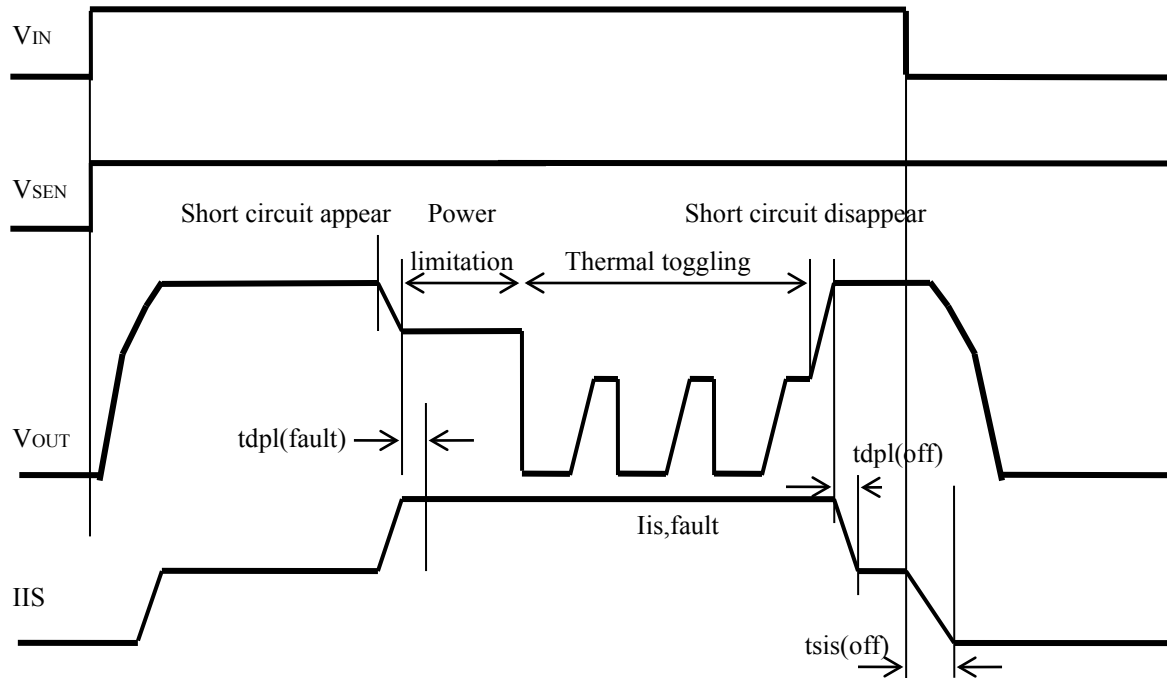 VIN
VSEN
Short circuit appear
Power
limitation
Thermal toggling
Short circuit disappear
VOUT
tdpl(fault)
tdpl(off)
Iis,fault
IIS
tsis(off)